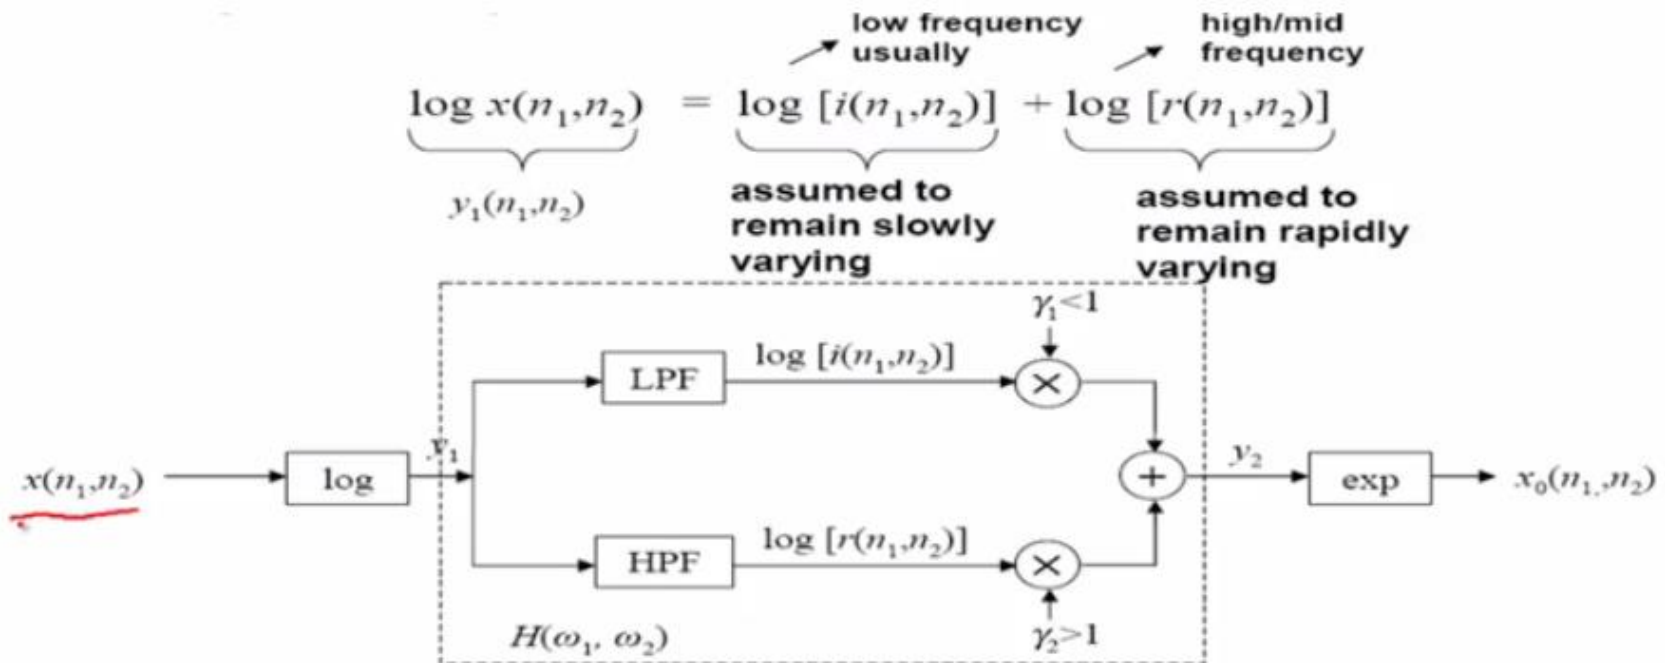 low frequency usually
high/mid frequency
log x(n₁,n₂) = log [i(n₁,n₂)] + log [r(n₁,n₂)]
y₁(n₁,n₂)
assumed to remain slowly varying
assumed to remain rapidly varying
γ₁<1
LPF
log [i(n₁,n₂)]
×
x(n₁,n₂)
log
y₁
+
y₂
exp
x₀(n₁,,n₂)
HPF
log [r(n₁,n₂)]
×
H(ω₁, ω₂)
γ₂>1